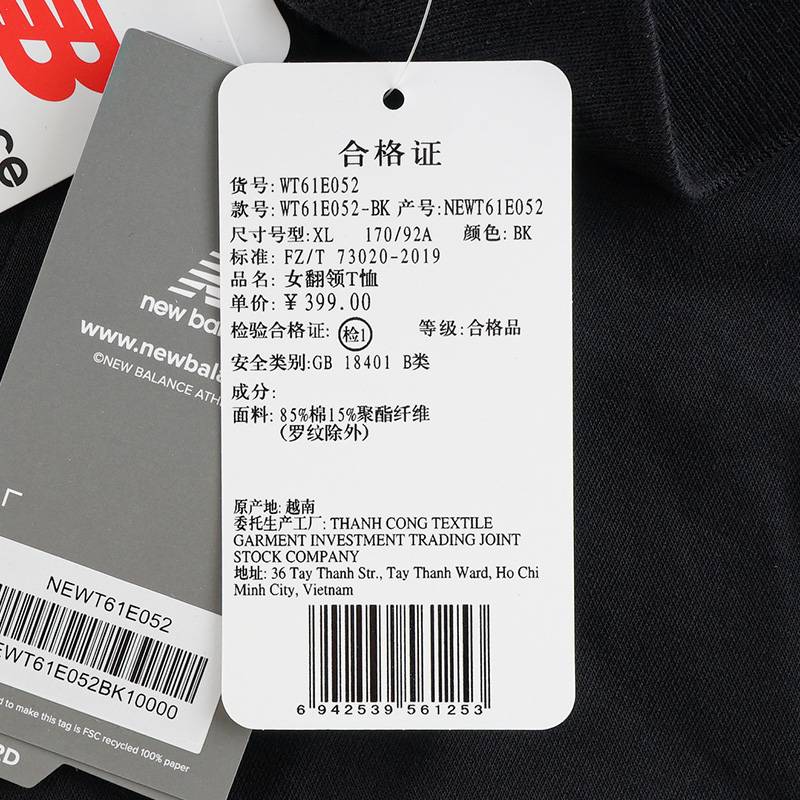 合格证
货号: WT61E052
款号: WT61E052-BK 产号: NEWT61E052
尺寸号型: XL 170/92A 颜色: BK
标准: FZ/T 73020-2019
品名: 女翻领T恤
单价: ¥399.00
检验合格证: 检1 等级: 合格品
安全类别: GB 18401 B类
成分:
面料: 85%棉15%聚酯纤维
(罗纹除外)
原产地: 越南
委托生产工厂: THANH CONG TEXTILE
GARMENT INVESTMENT TRADING JOINT
STOCK COMPANY
地址: 36 Tay Thanh Str., Tay Thanh Ward, Ho Chi
Minh City, Vietnam
6 942539 561253
new bal
www.newbala
©NEW BALANCE ATH
NEWT61E052
EWT61E052BK10000
d to make this tag is FSC recycled 100% paper
RD
ce